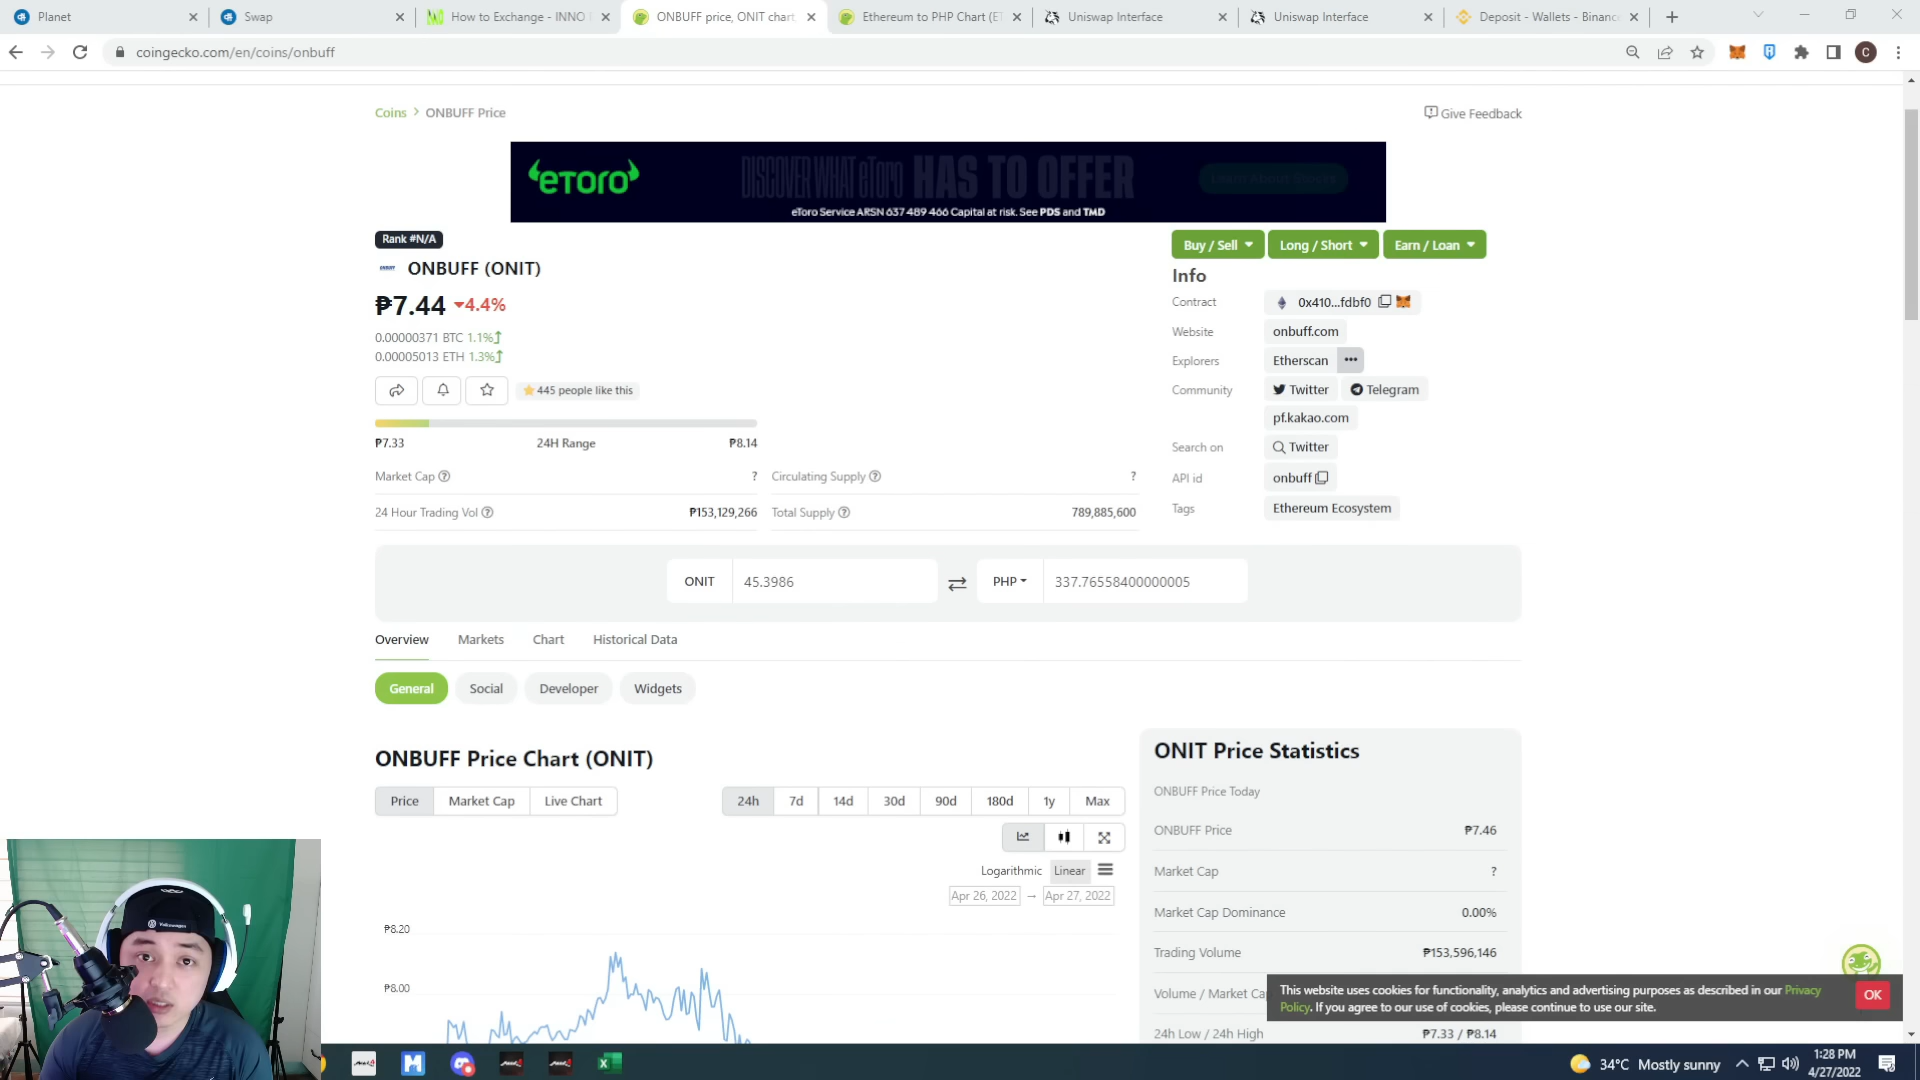 Planet
Swap
How to Exchange - INNO
ONBUFF price, ONIT chart,
Ethereum to PHP Chart (ET
Uniswap Interface
Uniswap Interface
Deposit - Wallets - Binanc
coingecko.com/en/coins/onbuff
C
Coins > ONBUFF Price
Give Feedback
eToro
DISCOVER WHAT eToro HAS TO OFFER
eToro Service ARSN 637 489 466 Capital at risk. See PDS and TMD
Rank #N/A
ONBUFF (ONIT)
₱7.44 4.4%
0.00000371 BTC 1.1%
0.00005013 ETH 1.3%
445 people like this
₱7.33 24H Range ₱8.14
Market Cap ?
Circulating Supply ?
24 Hour Trading Vol ₱153,129,266
Total Supply 789,885,600
Buy / Sell
Long / Short
Earn / Loan
Info
Contract 0x410...fdbf0
Website onbuff.com
Explorers Etherscan •••
Community Twitter Telegram
pf.kakao.com
Search on Twitter
API id onbuff
Tags Ethereum Ecosystem
ONIT 45.3986 PHP 337.76558400000005
Overview Markets Chart Historical Data
General Social Developer Widgets
ONBUFF Price Chart (ONIT)
Price Market Cap Live Chart
24h 7d 14d 30d 90d 180d 1y Max
Logarithmic Linear
Apr 26, 2022 → Apr 27, 2022
₱8.20
₱8.00
ONIT Price Statistics
ONBUFF Price Today
ONBUFF Price ₱7.46
Market Cap ?
Market Cap Dominance 0.00%
Trading Volume ₱153,596,146
Volume / Market Ca
24h Low / 24h High ₱7.33 / ₱8.14
This website uses cookies for functionality, analytics and advertising purposes as described in our Privacy
Policy. If you agree to our use of cookies, please continue to use our site.
OK
Volkswagen
34°C Mostly sunny
1:28 PM
4/27/2022